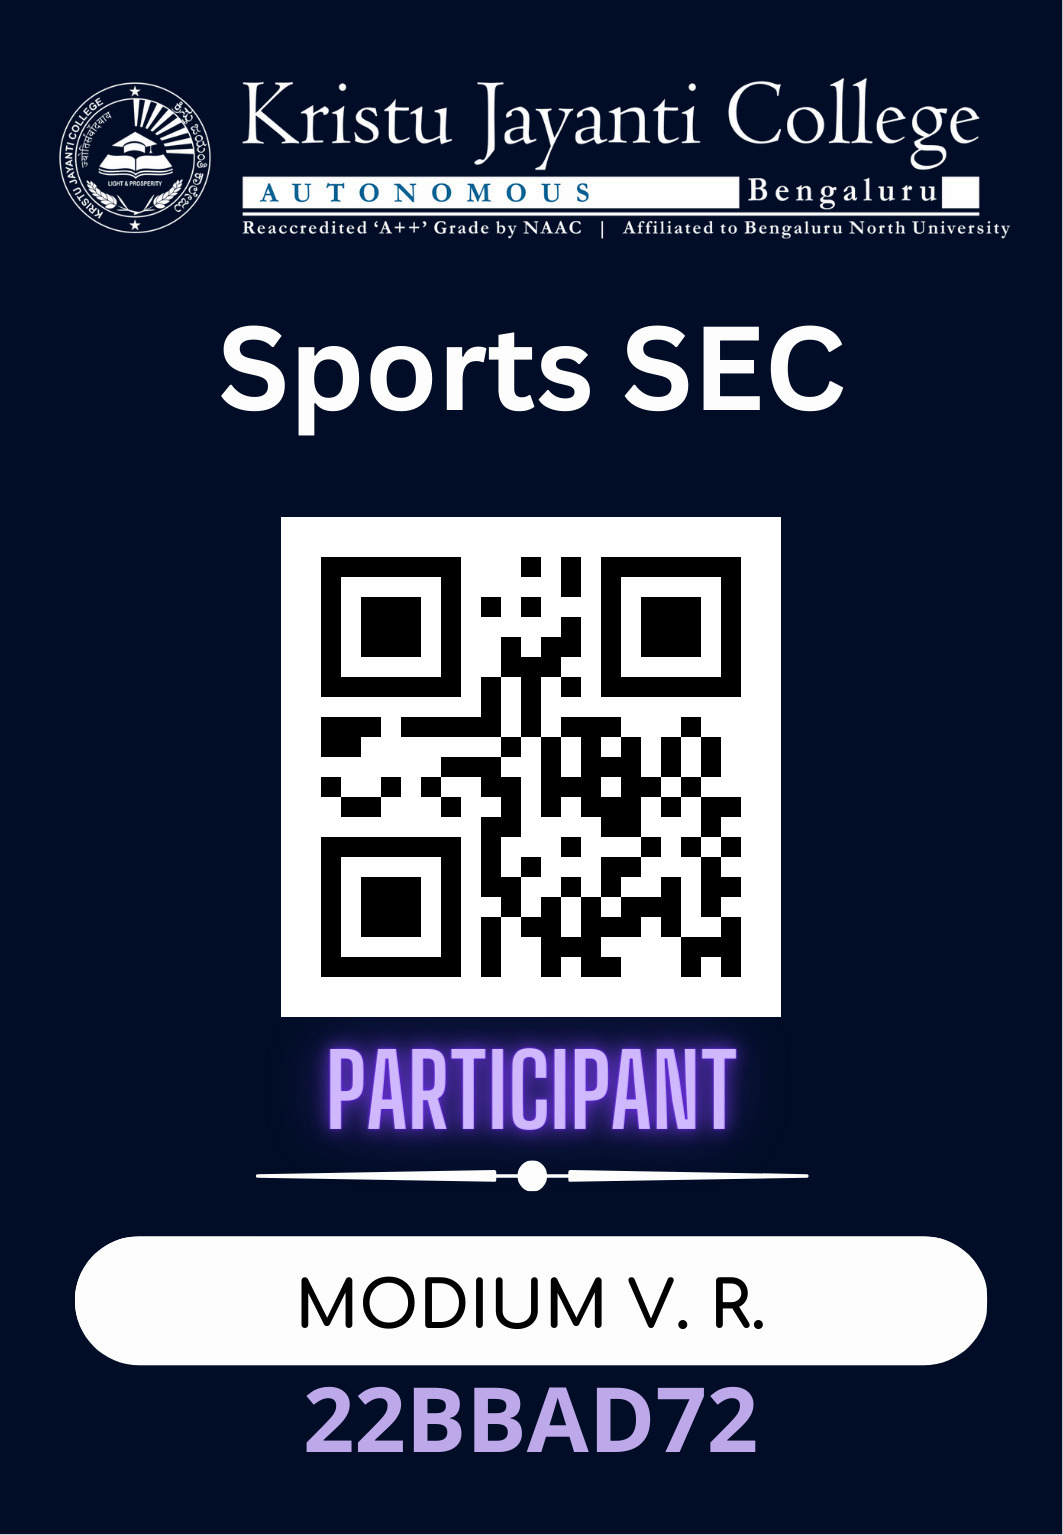 Kristu Jayanti College
AUTONOMOUS Bengaluru
Reaccredited ‘A++’ Grade by NAAC | Affiliated to Bengaluru North University
KRISTU JAYANTI COLLEGE
LIGHT & PROSPERITY
Sports SEC
PARTICIPANT
MODIUM V. R.
22BBAD72